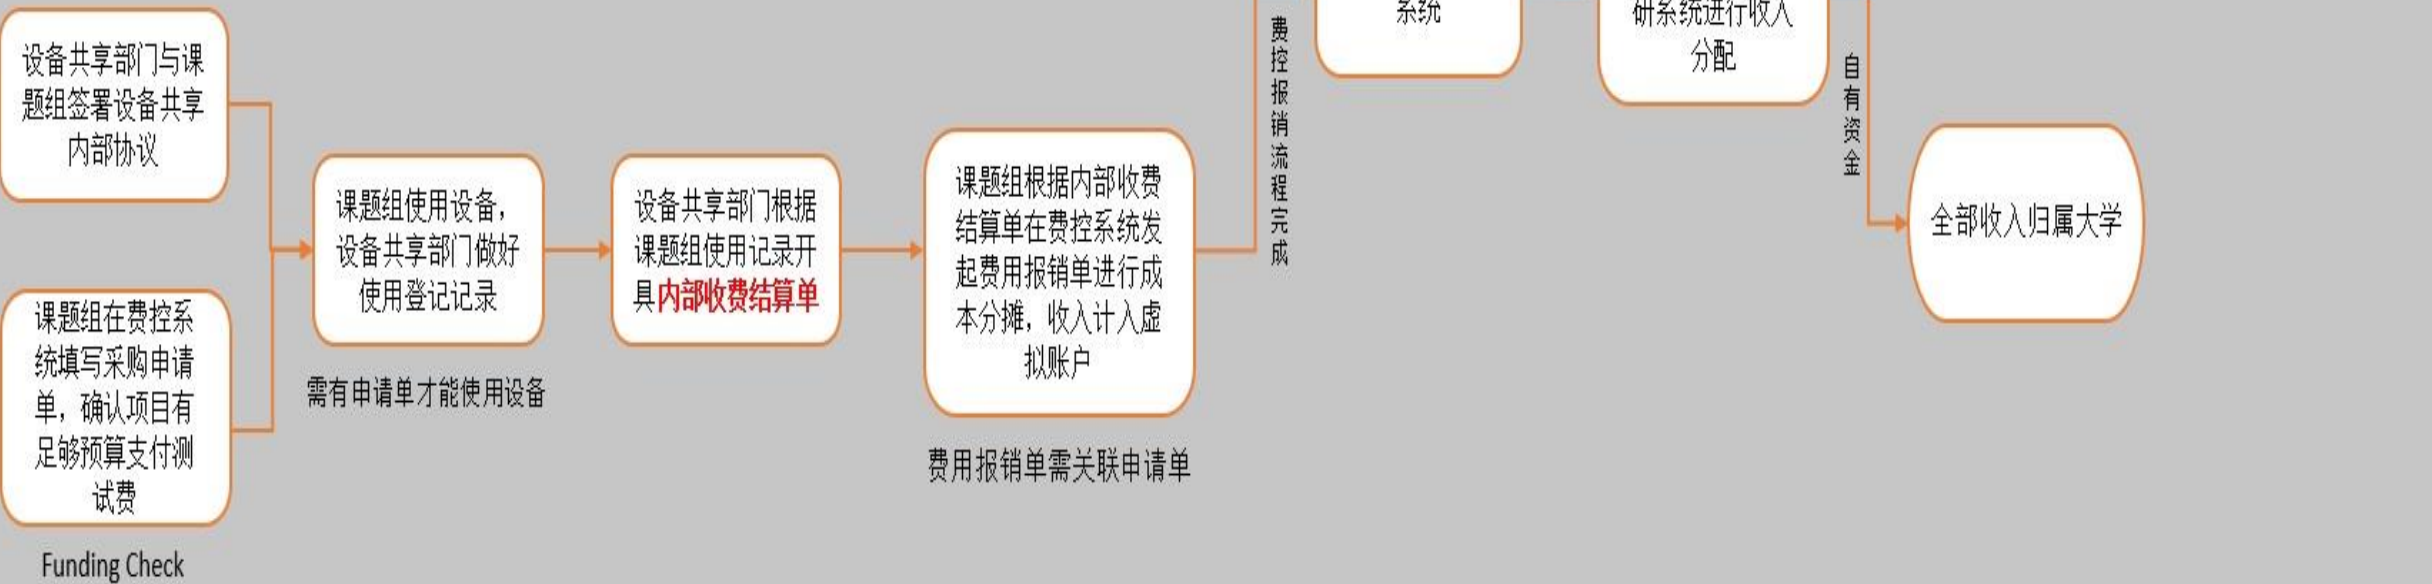 设备共享部门与课
题组签署设备共享
内部协议
课题组在费控系
统填写采购申请
单，确认项目有
足够预算支付测
试费
Funding Check
课题组使用设备，
设备共享部门做好
使用登记记录
需有申请单才能使用设备
设备共享部门根据
课题组使用记录开
具内部收费结算单
课题组根据内部收费
结算单在费控系统发
起费用报销单进行成
本分摊，收入计入虚
拟账户
费用报销单需关联申请单
费控报销流程完成
系统
研系统进行收入
分配
自有资金
全部收入归属大学